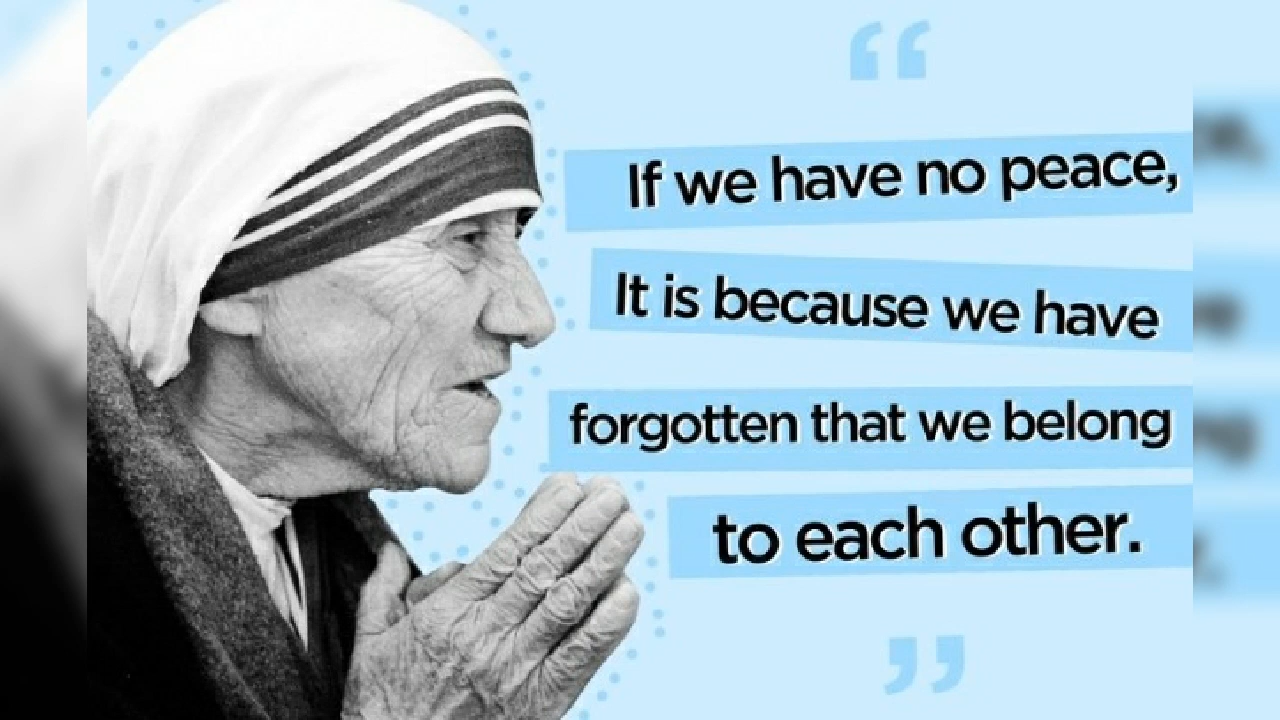 “
If we have no peace,
It is because we have
forgotten that we belong
to each other.
”